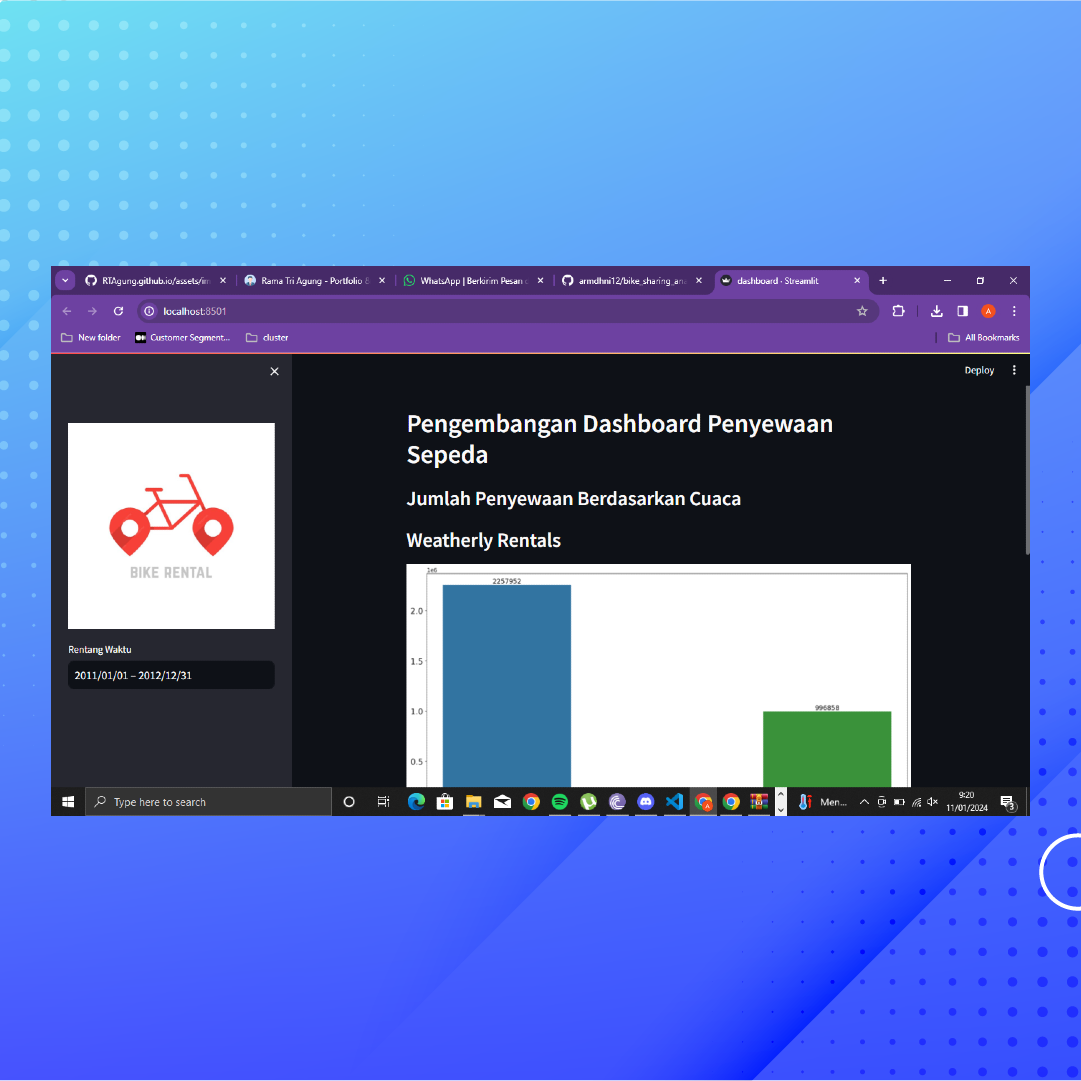 RTAgung.github.io/assets/im
Rama Tri Agung - Portfolio &
WhatsApp | Berkirim Pesan
armdhni12/bike_sharing_ana
dashboard · Streamlit
localhost:8501
A
New folder
Customer Segment...
cluster
All Bookmarks
Deploy
BIKE RENTAL
Rentang Waktu
2011/01/01 – 2012/12/31
Pengembangan Dashboard Penyewaan
Sepeda
Jumlah Penyewaan Berdasarkan Cuaca
Weatherly Rentals
1e6
2257952
2.0
1.5
996858
1.0
0.5
Type here to search
Men...
9:20
11/01/2024
3